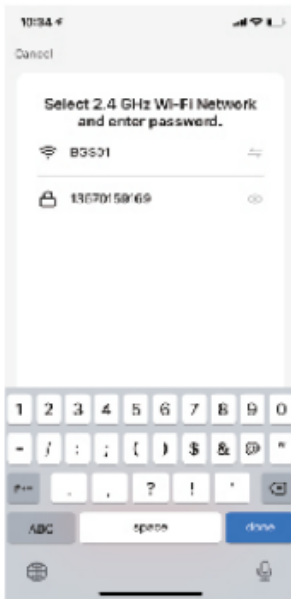 10:34
Cancel
Select 2.4 GHz Wi-Fi Network
and enter password.
1 2 3 4 5 6 7 8 9 0
- / : ; ( ) $ & @ "
#+= . , ? ! '
ABC space done